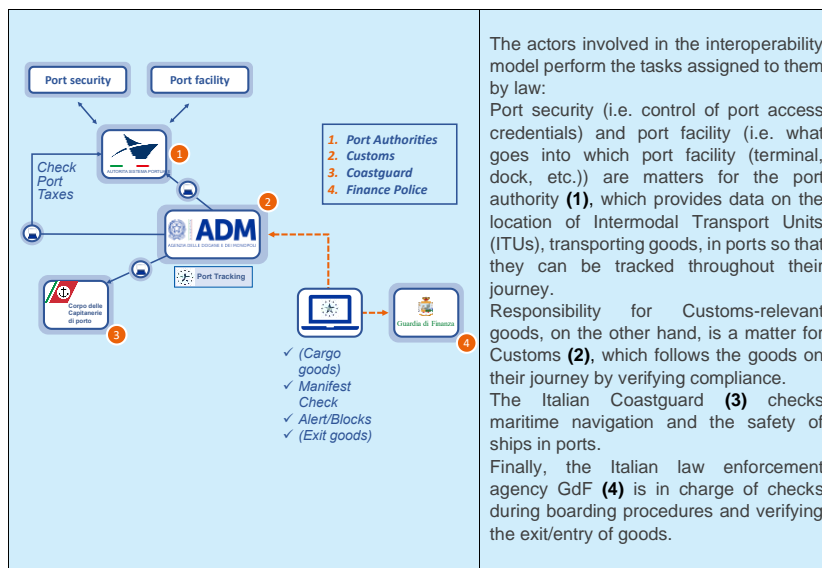 Port security
Port facility
AUTORITÀ SISTEMA PORTUALE
1
Check
Port
Taxes
1. Port Authorities
2. Customs
3. Coastguard
4. Finance Police
2
ADM
AGENZIA DELLE DOGANE E DEI MONOPOLI
Port Tracking
Corpo delle
Capitanerie
di porto
3
Guardia di Finanza
4
✓ (Cargo
goods)
✓ Manifest
Check
✓ Alert/Blocks
✓ (Exit goods)
The actors involved in the interoperability
model perform the tasks assigned to them
by law:
Port security (i.e. control of port access
credentials) and port facility (i.e. what
goes into which port facility (terminal,
dock, etc.)) are matters for the port
authority (1), which provides data on the
location of Intermodal Transport Units
(ITUs), transporting goods, in ports so that
they can be tracked throughout their
journey.
Responsibility for Customs-relevant
goods, on the other hand, is a matter for
Customs (2), which follows the goods on
their journey by verifying compliance.
The Italian Coastguard (3) checks
maritime navigation and the safety of
ships in ports.
Finally, the Italian law enforcement
agency GdF (4) is in charge of checks
during boarding procedures and verifying
the exit/entry of goods.